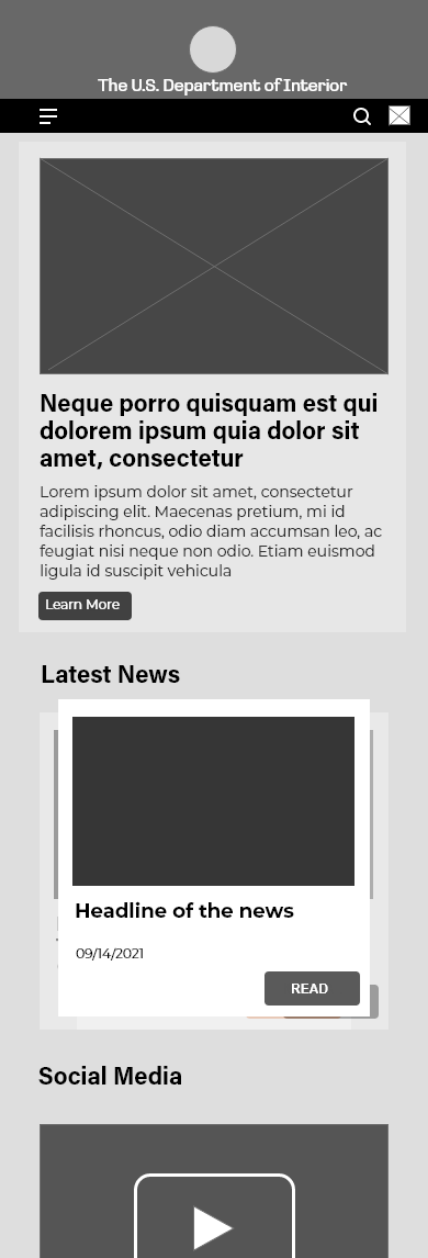 The U.S. Department of Interior
Neque porro quisquam est qui
dolorem ipsum quia dolor sit
amet, consectetur
Lorem ipsum dolor sit amet, consectetur
adipiscing elit. Maecenas pretium, mi id
facilisis rhoncus, odio diam accumsan leo, ac
feugiat nisi neque non odio. Etiam euismod
ligula id suscipit vehicula
Learn More
Latest News
Headline of the news
09/14/2021
READ
Social Media